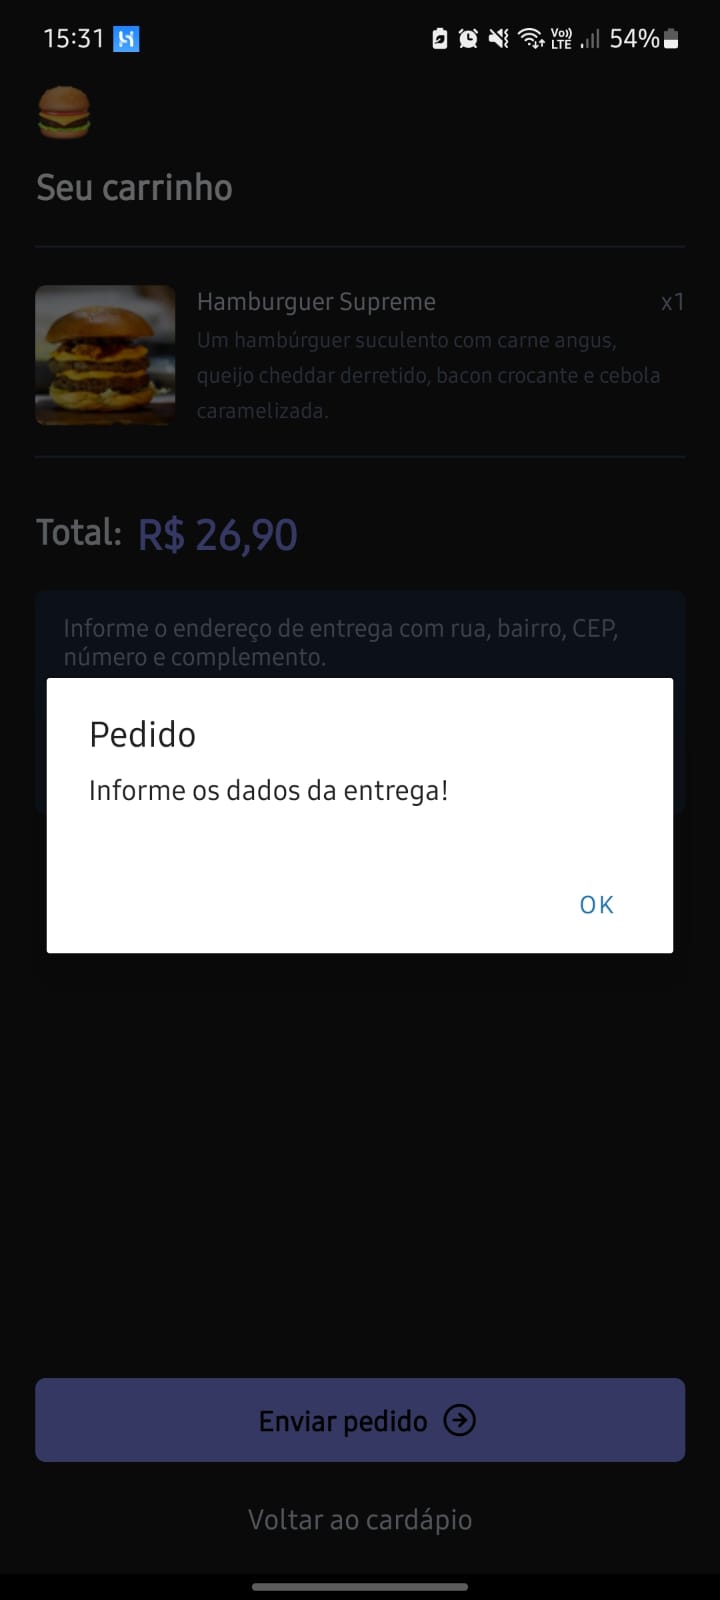 15:31
Vo)) LTE 54%
Seu carrinho
Hamburguer Supreme x1
Um hambúrguer suculento com carne angus,
queijo cheddar derretido, bacon crocante e cebola
caramelizada.
Total: R$ 26,90
Informe o endereço de entrega com rua, bairro, CEP,
número e complemento.
Pedido
Informe os dados da entrega!
OK
Enviar pedido
Voltar ao cardápio